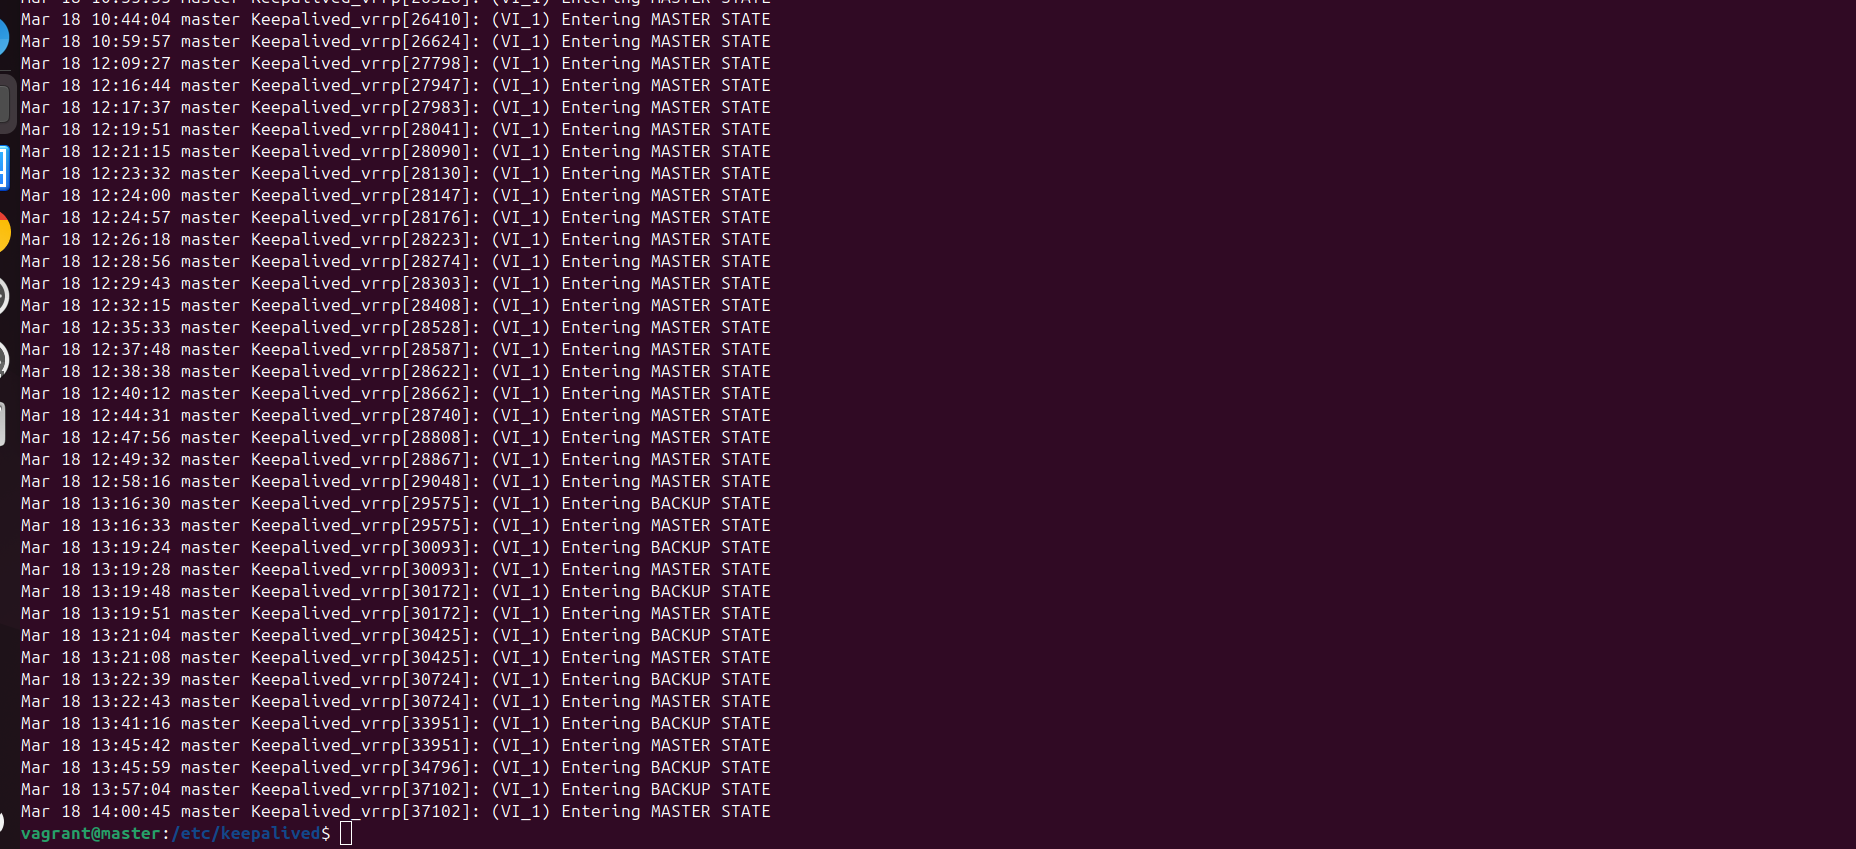 Mar 18 10:44:04 master Keepalived_vrrp[26410]: (VI_1) Entering MASTER STATE
Mar 18 10:59:57 master Keepalived_vrrp[26624]: (VI_1) Entering MASTER STATE
Mar 18 12:09:27 master Keepalived_vrrp[27798]: (VI_1) Entering MASTER STATE
Mar 18 12:16:44 master Keepalived_vrrp[27947]: (VI_1) Entering MASTER STATE
Mar 18 12:17:37 master Keepalived_vrrp[27983]: (VI_1) Entering MASTER STATE
Mar 18 12:19:51 master Keepalived_vrrp[28041]: (VI_1) Entering MASTER STATE
Mar 18 12:21:15 master Keepalived_vrrp[28090]: (VI_1) Entering MASTER STATE
Mar 18 12:23:32 master Keepalived_vrrp[28130]: (VI_1) Entering MASTER STATE
Mar 18 12:24:00 master Keepalived_vrrp[28147]: (VI_1) Entering MASTER STATE
Mar 18 12:24:57 master Keepalived_vrrp[28176]: (VI_1) Entering MASTER STATE
Mar 18 12:26:18 master Keepalived_vrrp[28223]: (VI_1) Entering MASTER STATE
Mar 18 12:28:56 master Keepalived_vrrp[28274]: (VI_1) Entering MASTER STATE
Mar 18 12:29:43 master Keepalived_vrrp[28303]: (VI_1) Entering MASTER STATE
Mar 18 12:32:15 master Keepalived_vrrp[28408]: (VI_1) Entering MASTER STATE
Mar 18 12:35:33 master Keepalived_vrrp[28528]: (VI_1) Entering MASTER STATE
Mar 18 12:37:48 master Keepalived_vrrp[28587]: (VI_1) Entering MASTER STATE
Mar 18 12:38:38 master Keepalived_vrrp[28622]: (VI_1) Entering MASTER STATE
Mar 18 12:40:12 master Keepalived_vrrp[28662]: (VI_1) Entering MASTER STATE
Mar 18 12:44:31 master Keepalived_vrrp[28740]: (VI_1) Entering MASTER STATE
Mar 18 12:47:56 master Keepalived_vrrp[28808]: (VI_1) Entering MASTER STATE
Mar 18 12:49:32 master Keepalived_vrrp[28867]: (VI_1) Entering MASTER STATE
Mar 18 12:58:16 master Keepalived_vrrp[29048]: (VI_1) Entering MASTER STATE
Mar 18 13:16:30 master Keepalived_vrrp[29575]: (VI_1) Entering BACKUP STATE
Mar 18 13:16:33 master Keepalived_vrrp[29575]: (VI_1) Entering MASTER STATE
Mar 18 13:19:24 master Keepalived_vrrp[30093]: (VI_1) Entering BACKUP STATE
Mar 18 13:19:28 master Keepalived_vrrp[30093]: (VI_1) Entering MASTER STATE
Mar 18 13:19:48 master Keepalived_vrrp[30172]: (VI_1) Entering BACKUP STATE
Mar 18 13:19:51 master Keepalived_vrrp[30172]: (VI_1) Entering MASTER STATE
Mar 18 13:21:04 master Keepalived_vrrp[30425]: (VI_1) Entering BACKUP STATE
Mar 18 13:21:08 master Keepalived_vrrp[30425]: (VI_1) Entering MASTER STATE
Mar 18 13:22:39 master Keepalived_vrrp[30724]: (VI_1) Entering BACKUP STATE
Mar 18 13:22:43 master Keepalived_vrrp[30724]: (VI_1) Entering MASTER STATE
Mar 18 13:41:16 master Keepalived_vrrp[33951]: (VI_1) Entering BACKUP STATE
Mar 18 13:45:42 master Keepalived_vrrp[33951]: (VI_1) Entering MASTER STATE
Mar 18 13:45:59 master Keepalived_vrrp[34796]: (VI_1) Entering BACKUP STATE
Mar 18 13:57:04 master Keepalived_vrrp[37102]: (VI_1) Entering BACKUP STATE
Mar 18 14:00:45 master Keepalived_vrrp[37102]: (VI_1) Entering MASTER STATE
vagrant@master:/etc/keepalived$